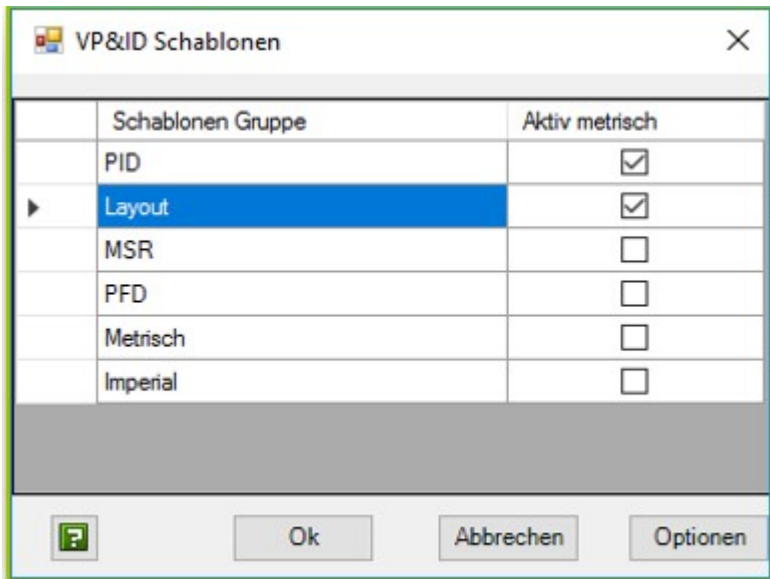 VP&ID Schablonen
Schablonen Gruppe Aktiv metrisch
PID
Layout
MSR
PFD
Metrisch
Imperial
Ok Abbrechen Optionen